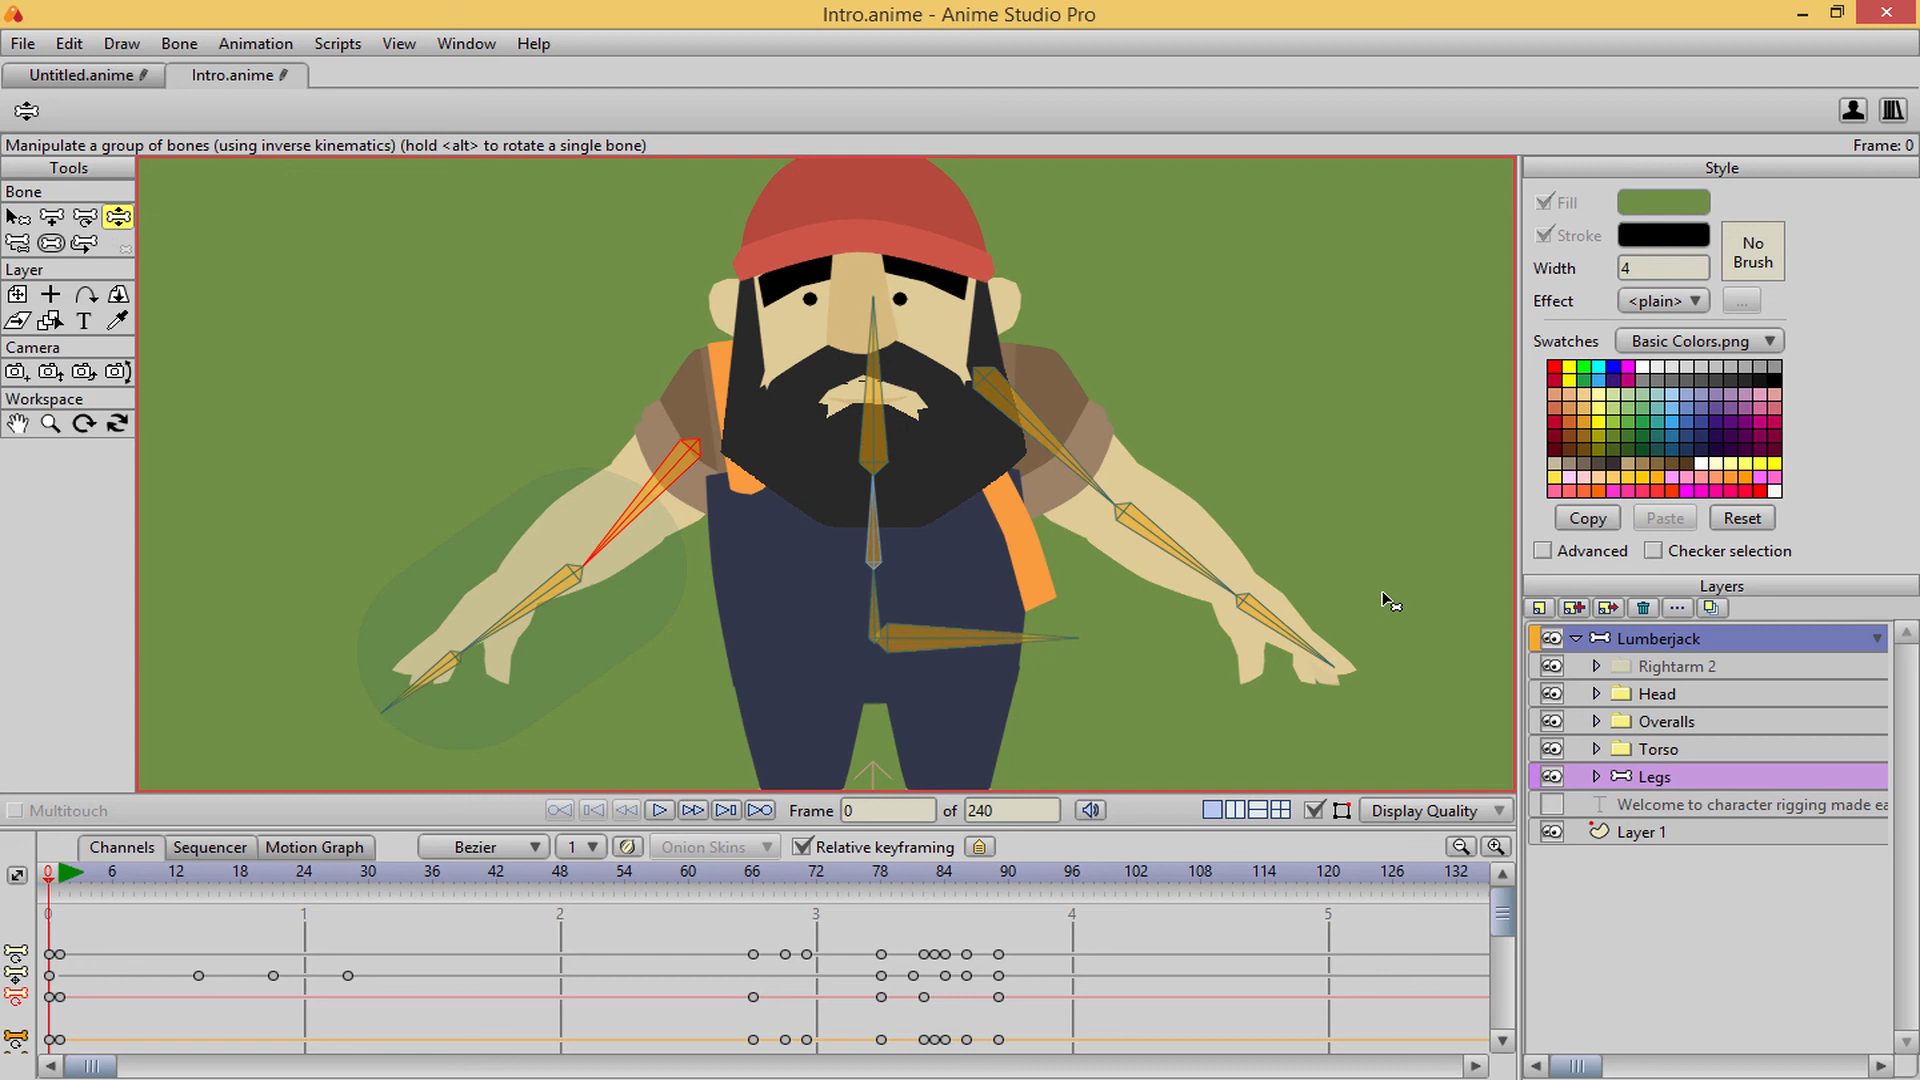 Intro.anime - Anime Studio Pro
File Edit Draw Bone Animation Scripts View Window Help
Untitled.anime Intro.anime
Manipulate a group of bones (using inverse kinematics) (hold <alt> to rotate a single bone) Frame: 0
Tools
Bone
Layer
T
Camera
Workspace
Style
Fill
Stroke
No Brush
Width 4
Effect <plain> ...
Swatches Basic Colors.png
Copy Paste Reset
Advanced Checker selection
Layers
Lumberjack
Rightarm 2
Head
Overalls
Torso
Legs
T Welcome to character rigging made ea
Layer 1
Multitouch Frame 0 of 240 Display Quality
Channels Sequencer Motion Graph Bezier 1 Onion Skins Relative keyframing
0 6 12 18 24 30 36 42 48 54 60 66 72 78 84 90 96 102 108 114 120 126 132
0 1 2 3 4 5